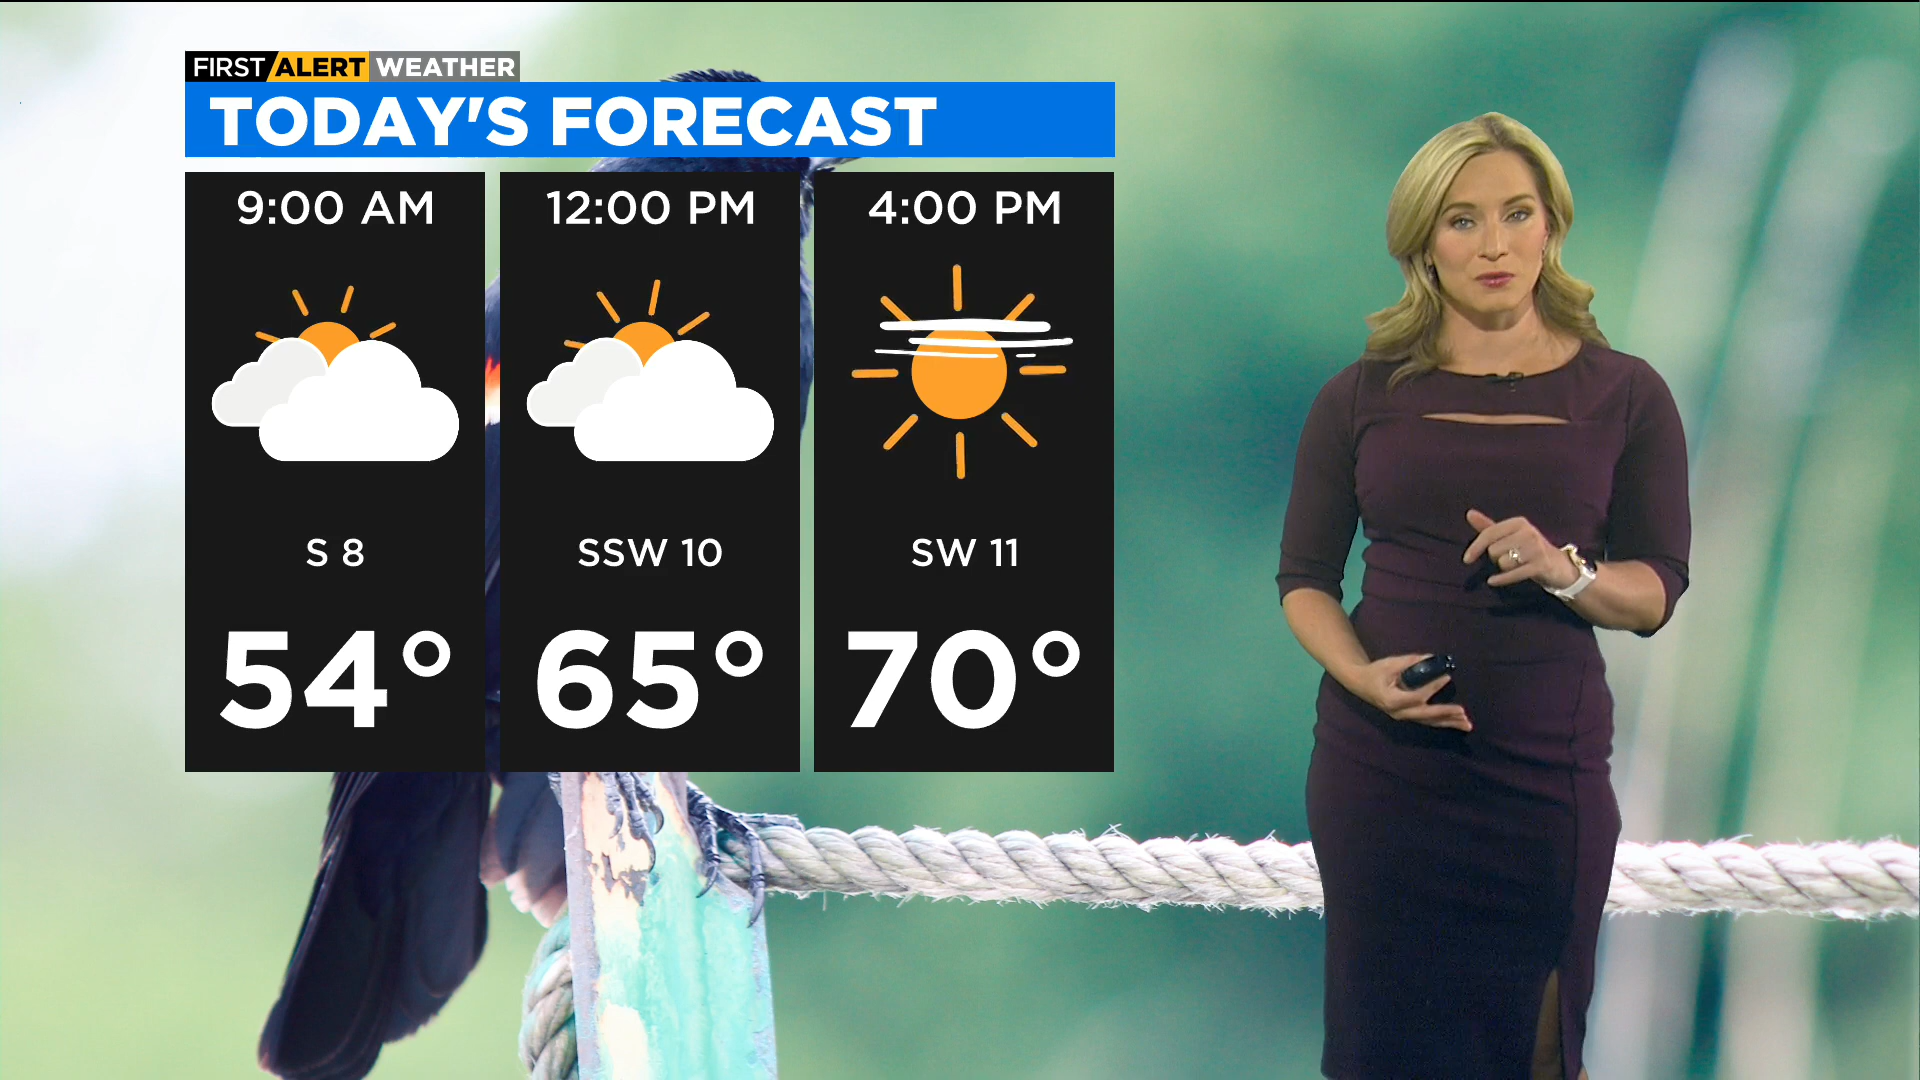 FIRST ALERT WEATHER
TODAY'S FORECAST
9:00 AM
12:00 PM
4:00 PM
S 8
SSW 10
SW 11
54°
65°
70°